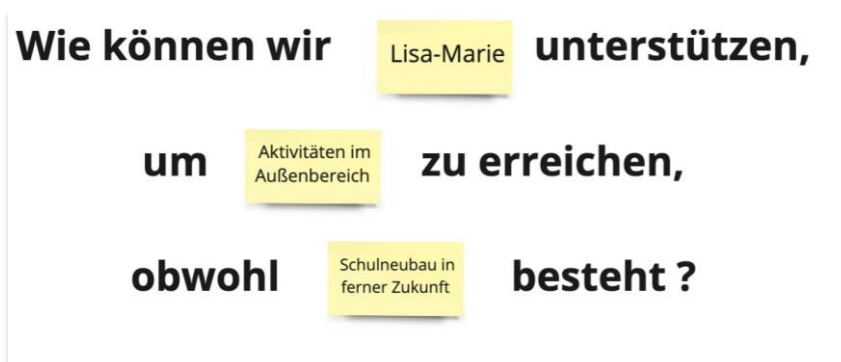 Wie können wir Lisa-Marie unterstützen,
um Aktivitäten im Außenbereich zu erreichen,
obwohl Schulneubau in ferner Zukunft besteht ?